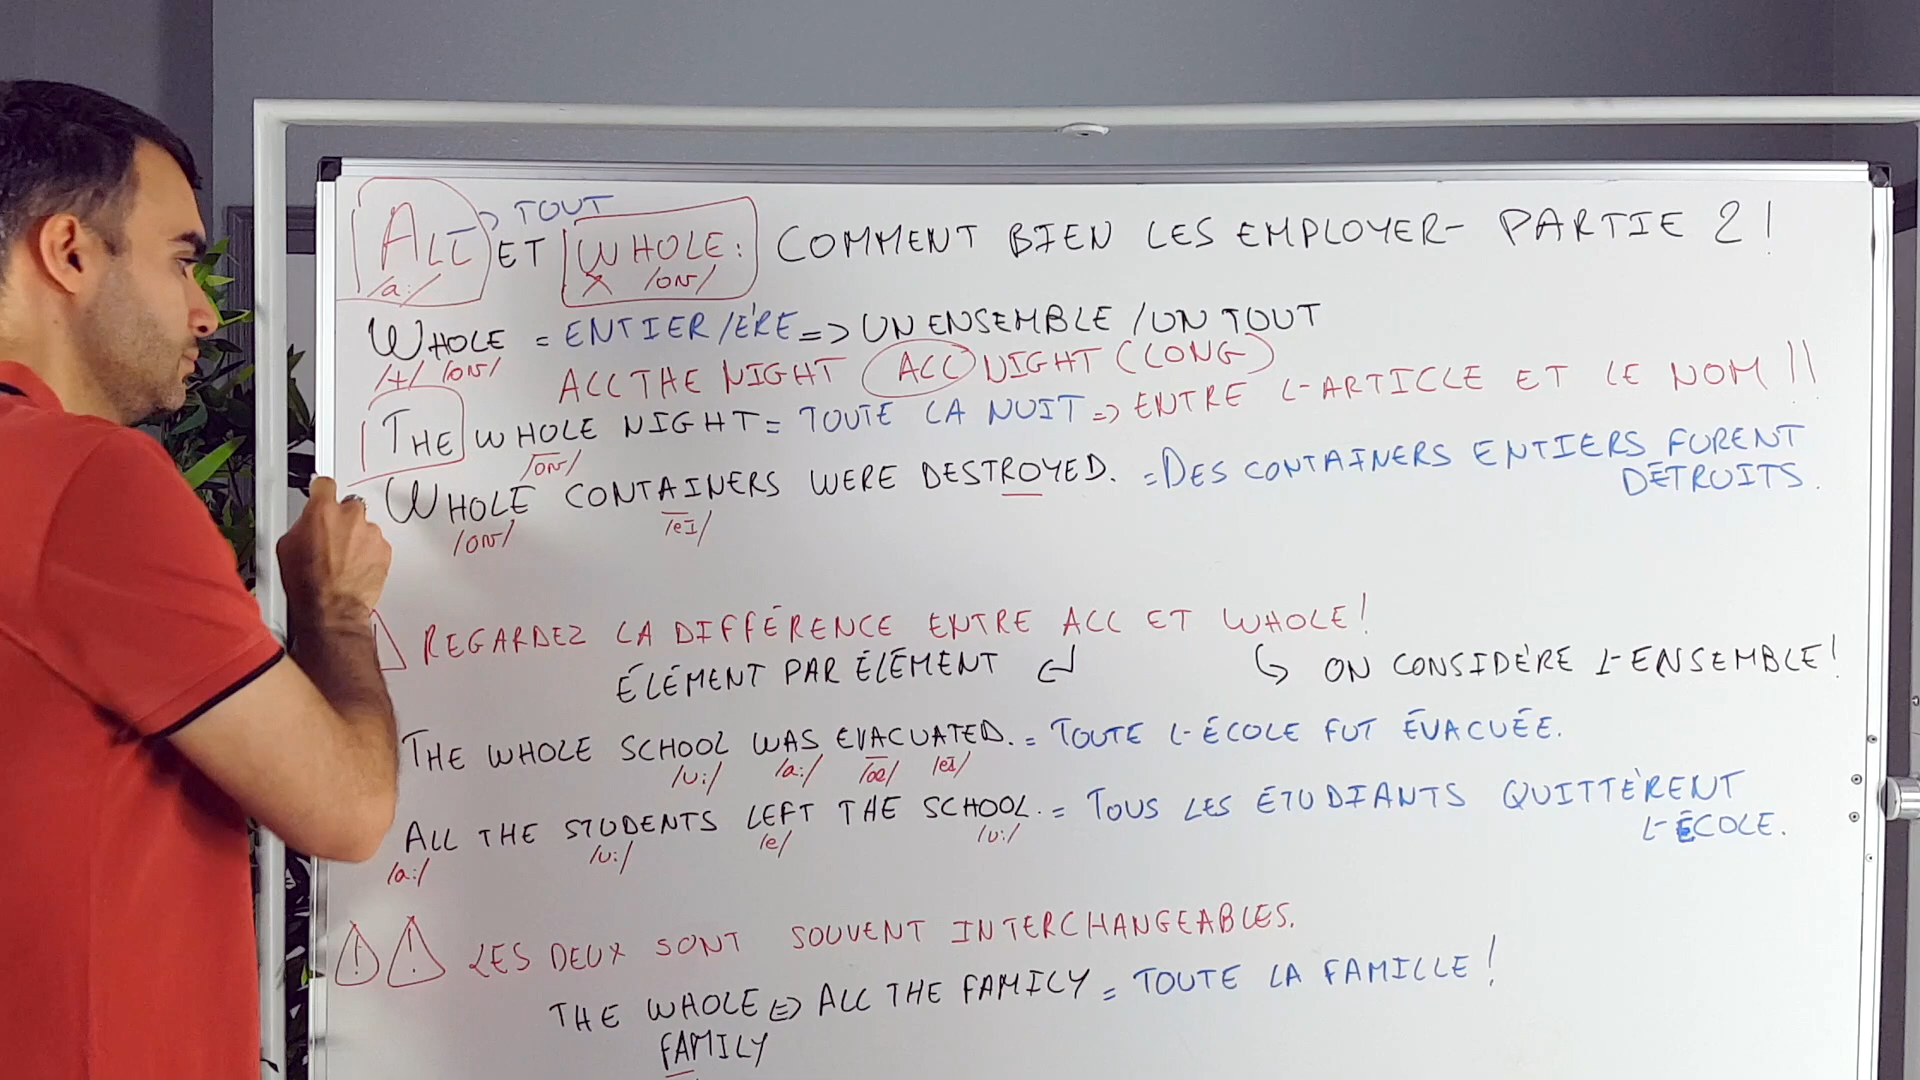 → TOUT
ALL ET WHOLE: COMMENT BIEN LES EMPLOYER- PARTIE 2!
/a:/ X /oʊ/
WHOLE = ENTIER/ÈRE => UN ENSEMBLE / UN TOUT
/H/ /oʊ/ ALL THE NIGHT ALL NIGHT (LONG)
THE WHOLE NIGHT = TOUTE LA NUIT => ENTRE L'ARTICLE ET LE NOM !!
/oʊ/
WHOLE CONTAINERS WERE DESTROYED. = DES CONTAINERS ENTIERS FURENT
DÉTRUITS.
/oʊ/ /eɪ/
REGARDEZ LA DIFFÉRENCE ENTRE ALL ET WHOLE!
ÉLÉMENT PAR ÉLÉMENT ↵ ↳ ON CONSIDÈRE L'ENSEMBLE!
THE WHOLE SCHOOL WAS EVACUATED. = TOUTE L'ÉCOLE FUT ÉVACUÉE.
/u:/ /a:/ /æ/ /eɪ/
ALL THE STUDENTS LEFT THE SCHOOL. = TOUS LES ÉTUDIANTS QUITTÈRENT
L'ÉCOLE.
/a:/ /u:/ /e/ /u:/
! ! LES DEUX SONT SOUVENT INTERCHANGEABLES.
THE WHOLE <=> ALL THE FAMILY = TOUTE LA FAMILLE!
FAMILY